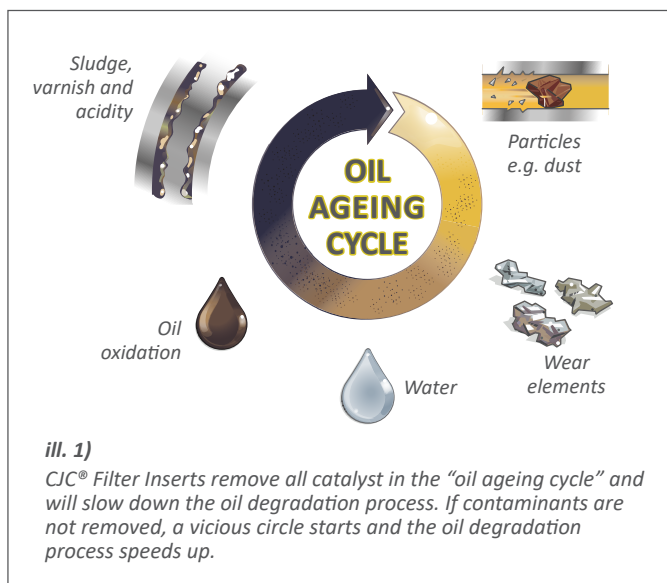 Sludge,
varnish and
acidity
Particles
e.g. dust
OIL
AGEING
CYCLE
Oil
oxidation
Water
Wear
elements
ill. 1)
CJC® Filter Inserts remove all catalyst in the “oil ageing cycle” and
will slow down the oil degradation process. If contaminants are
not removed, a vicious circle starts and the oil degradation
process speeds up.